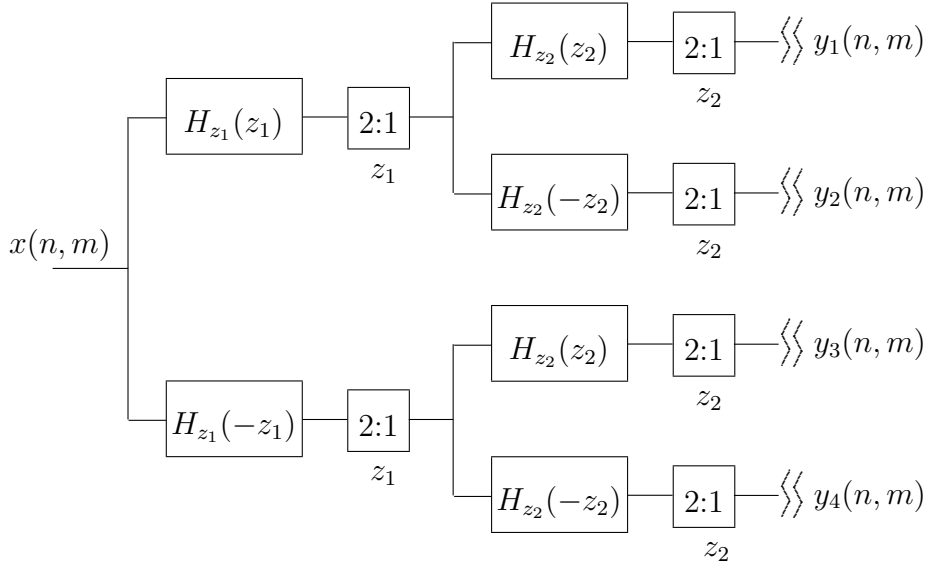 $H_{z_2}(z_2)$ 2:1 $y_1(n,m)$
$z_2$
$H_{z_1}(z_1)$ 2:1
$z_1$
$H_{z_2}(-z_2)$ 2:1 $y_2(n,m)$
$z_2$
$x(n,m)$
$H_{z_2}(z_2)$ 2:1 $y_3(n,m)$
$z_2$
$H_{z_1}(-z_1)$ 2:1
$z_1$
$H_{z_2}(-z_2)$ 2:1 $y_4(n,m)$
$z_2$